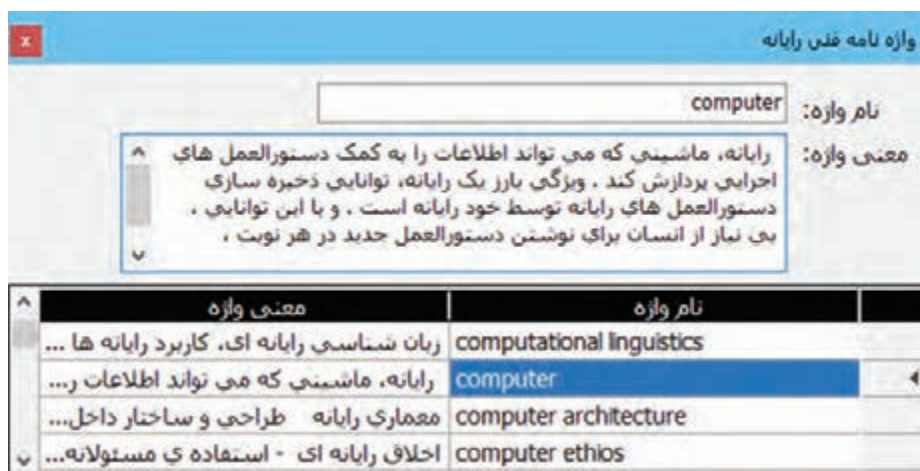 واژه نامه فنی رایانه
x
نام واژه: computer
معنی واژه: رایانه، ماشینی که می تواند اطلاعات را به کمک دستورالعمل های
اجرایی پردازش کند . ویژگی بارز یک رایانه، توانایی ذخیره سازی
دستورالعمل های رایانه توسط خود رایانه است . و با این توانایی ،
بی نیاز از انسان برای نوشتن دستورالعمل جدید در هر نوبت ،
نام واژه معنی واژه
computational linguistics زبان شناسی رایانه ای، کاربرد رایانه ها ...
computer رایانه، ماشینی که می تواند اطلاعات ر...
computer architecture معماری رایانه طراحی و ساختار داخل...
computer ethios اخلاق رایانه ای - استفاده ی مسئولانه...